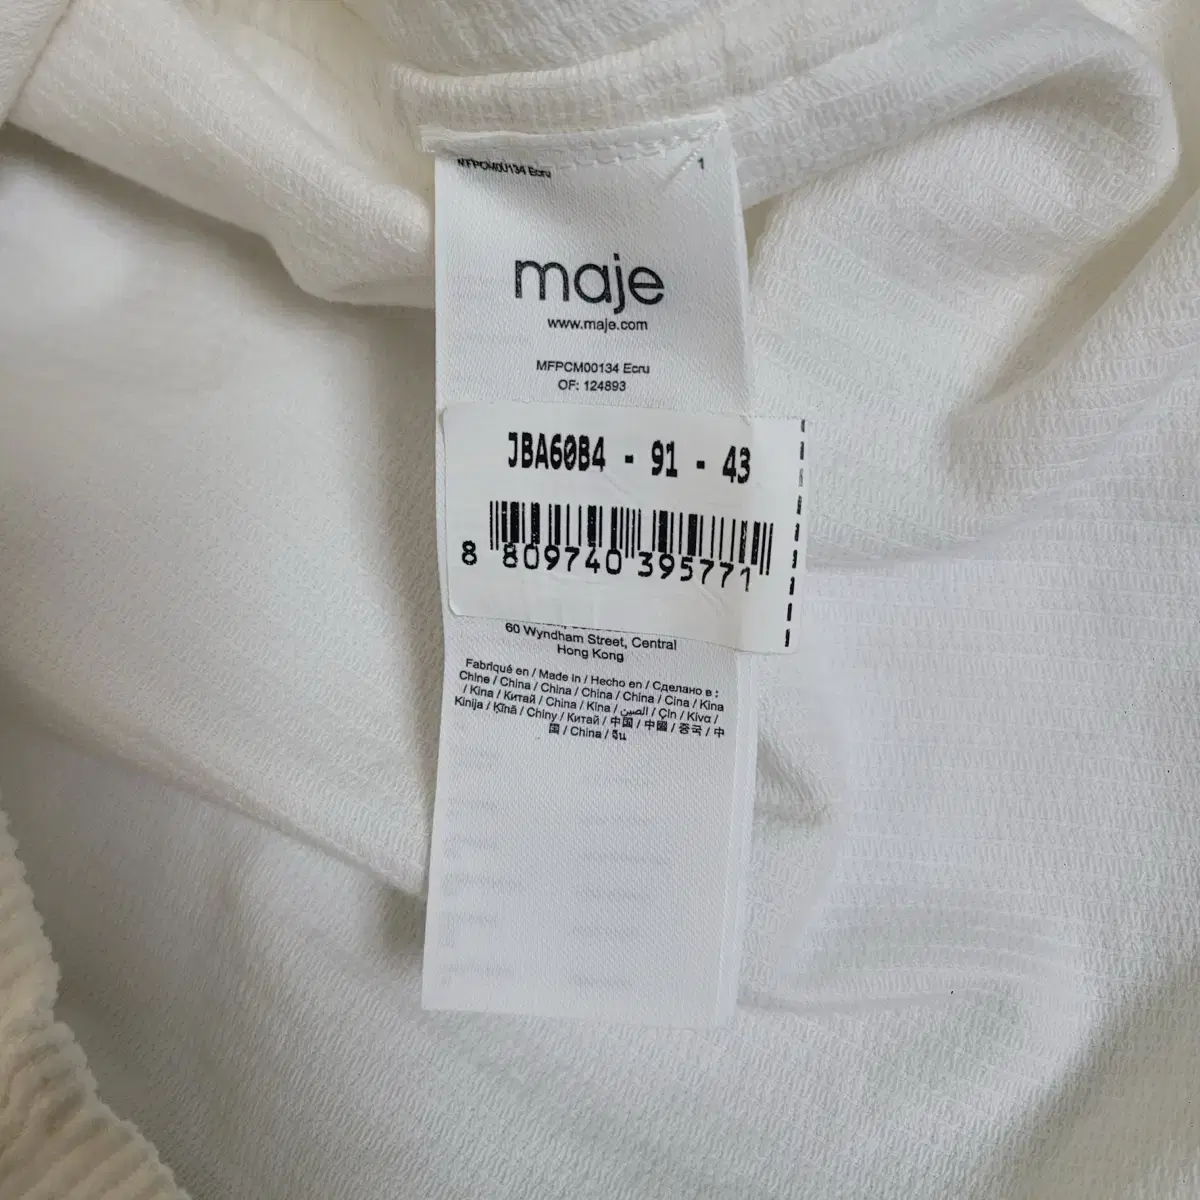 MFPCM00134 Ecru
1
maje
www.maje.com
MFPCM00134 Ecru
OF: 124893
JBA60B4 - 91 - 43
8 809740 395771
60 Wyndham Street, Central
Hong Kong
Fabriqué en / Made in / Hecho en / Сделано в :
Chine / China / China / China / China / Cina / Kina
/ Kina / Китай / China / Kina / الصين / Çin / Κίνα /
Kinija / Ķīnā / Chiny / Китай / 中国 / 中國 / 중국 / 中
国 / China / จีน